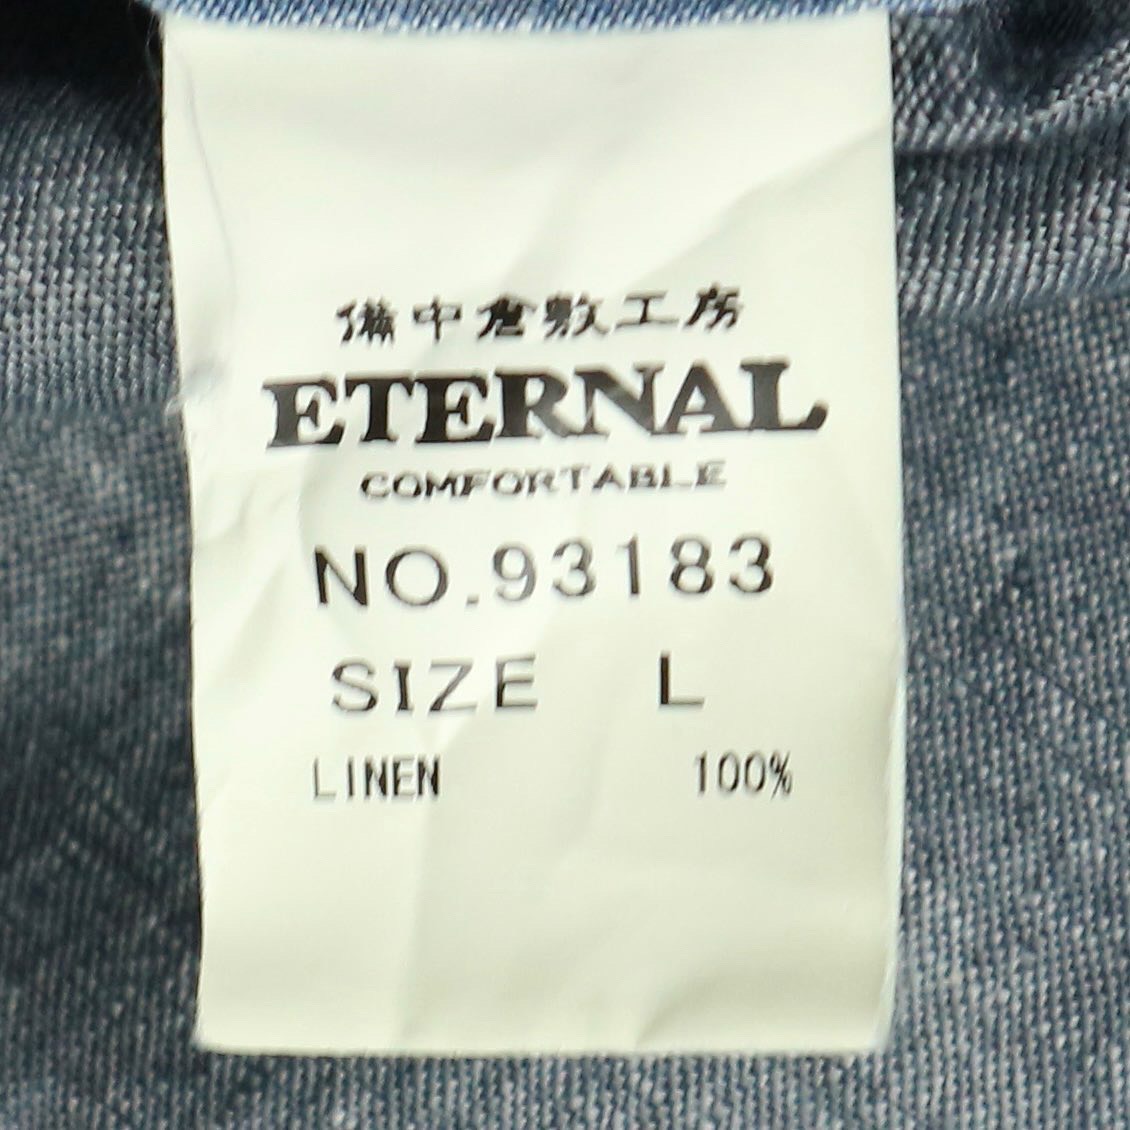 備中倉敷工房
ETERNAL
COMFORTABLE
NO.93183
SIZE L
LINEN 100%